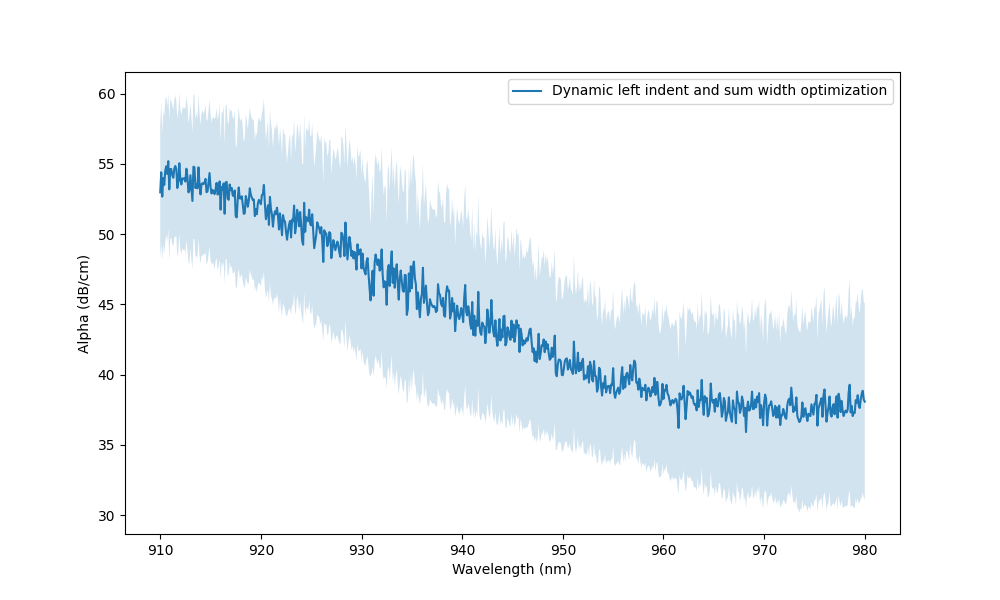 Dynamic left indent and sum width optimization
60
55
50
45
40
35
30
Alpha (dB/cm)
910 920 930 940 950 960 970 980
Wavelength (nm)